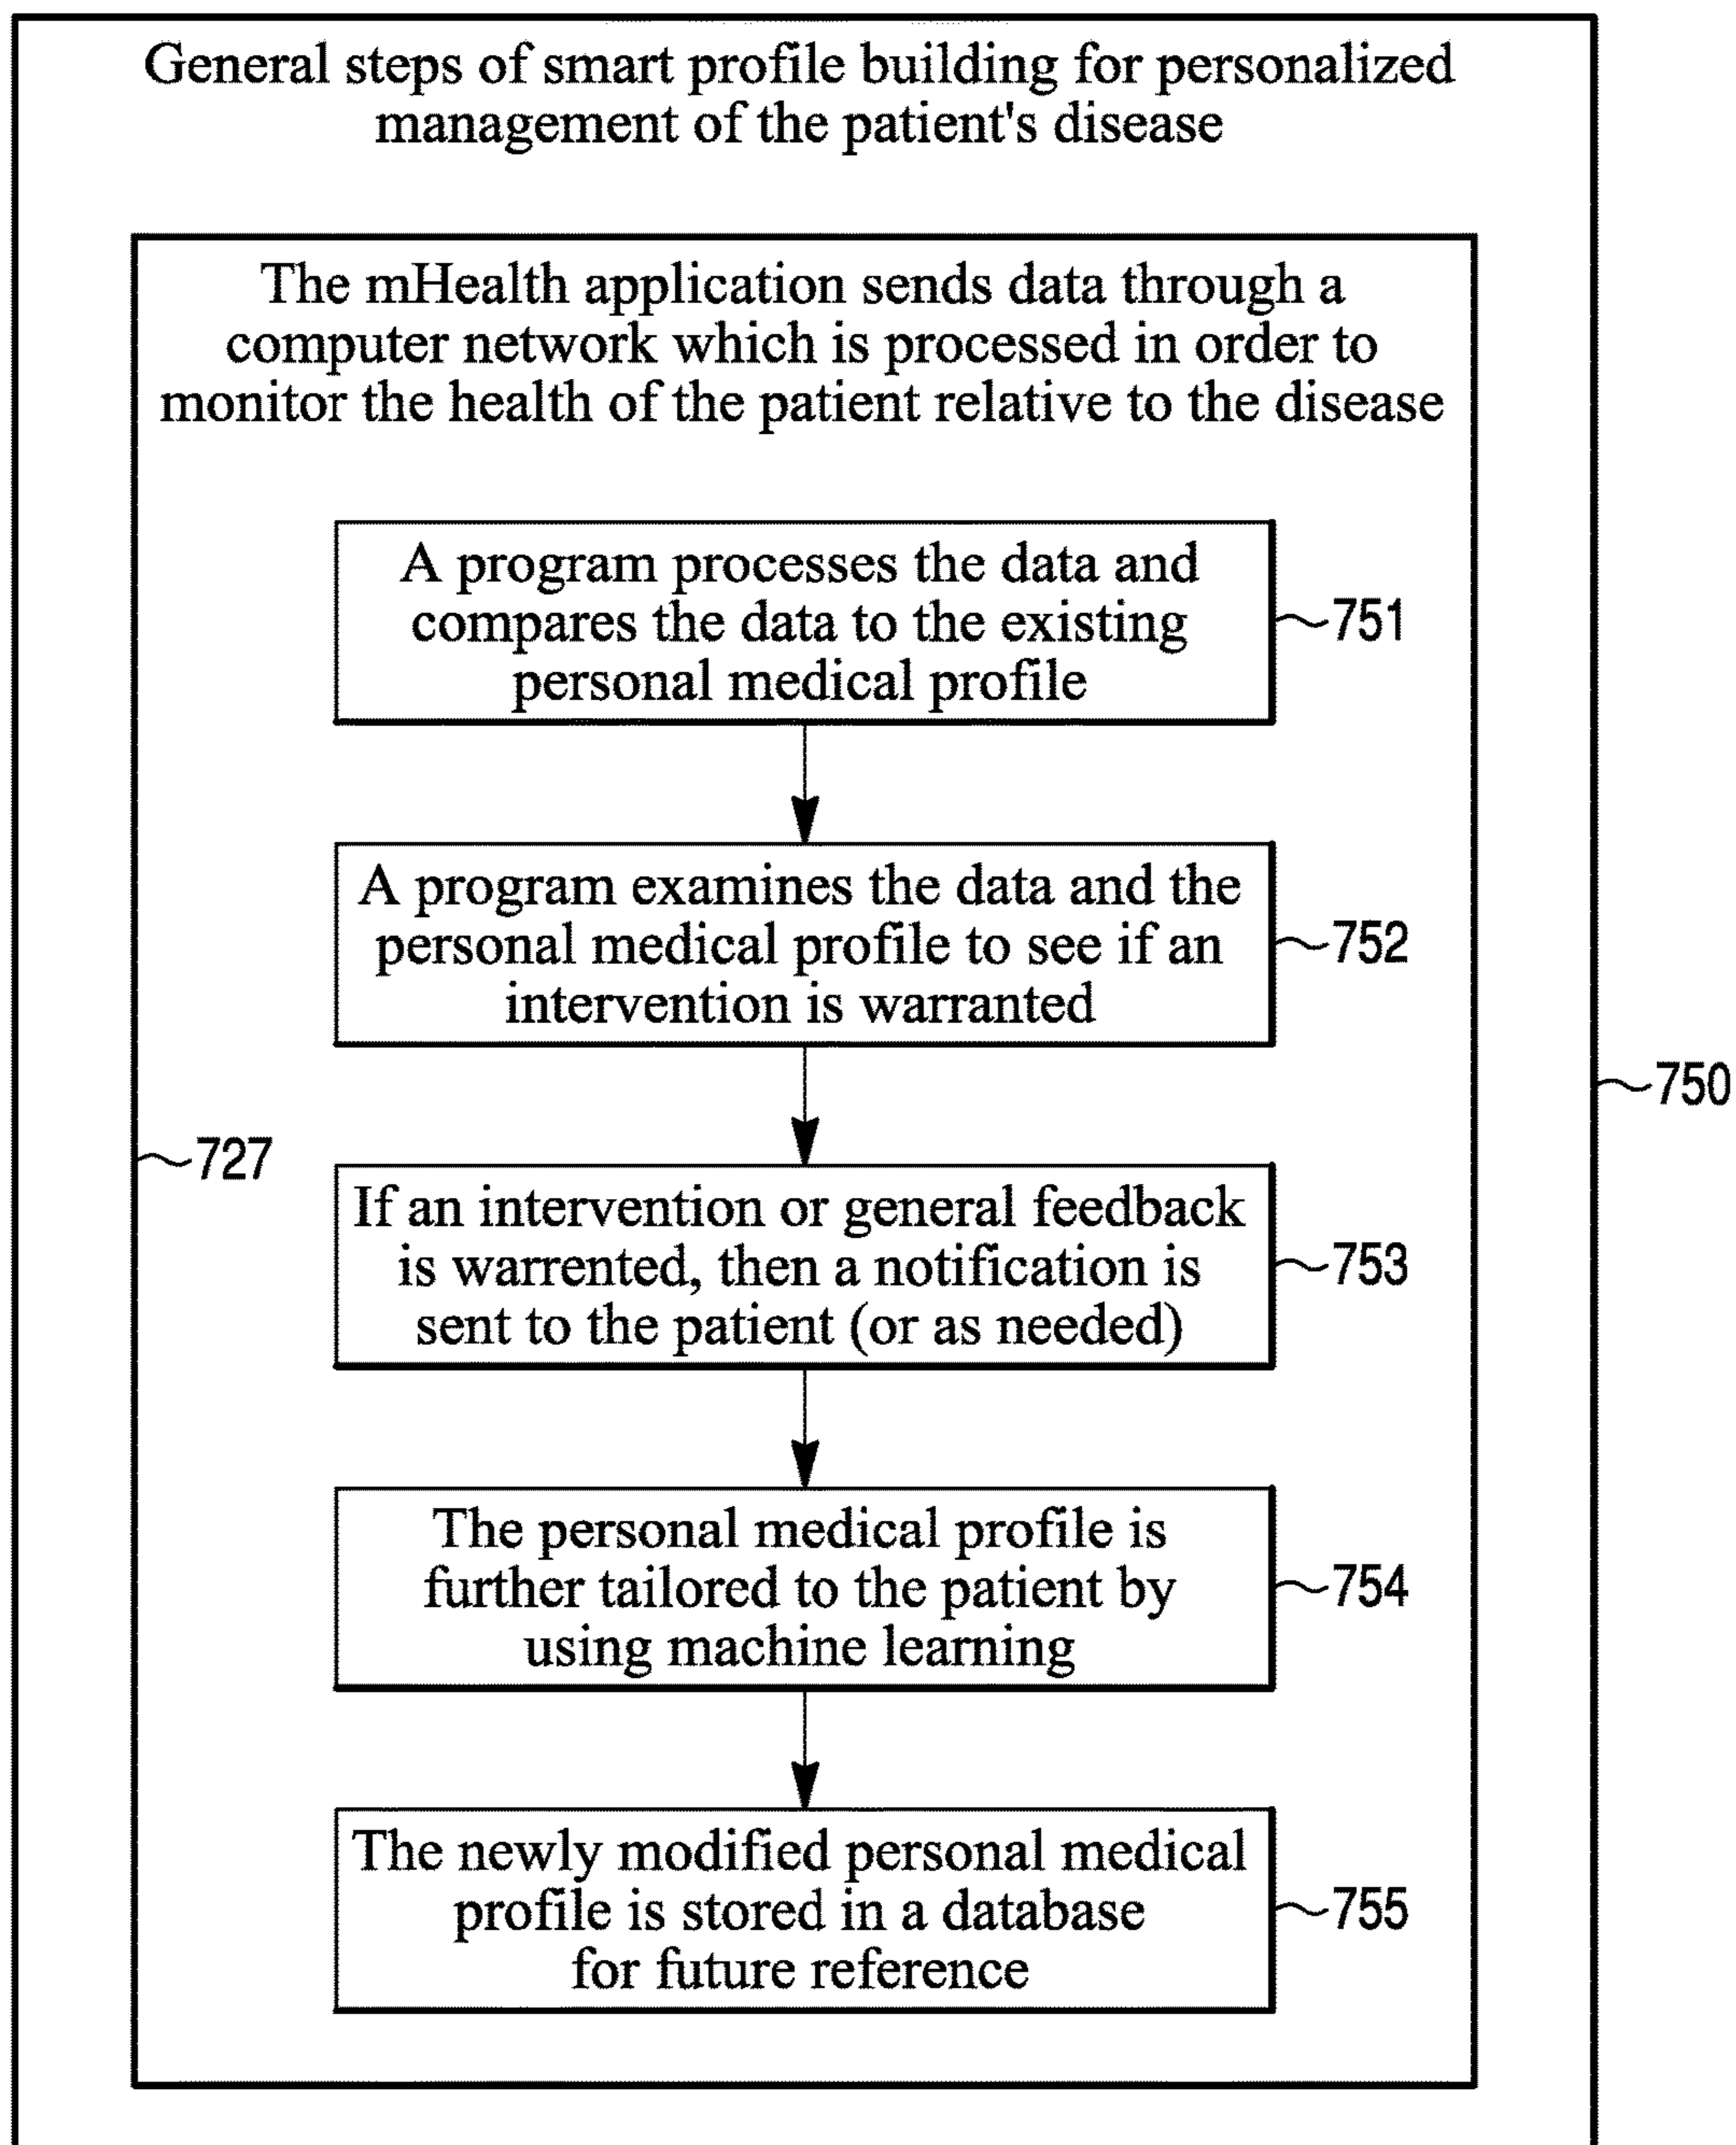 General steps of smart profile building for personalized
management of the patient's disease
The mHealth application sends data through a
computer network which is processed in order to
monitor the health of the patient relative to the disease
A program processes the data and
compares the data to the existing
personal medical profile
751
A program examines the data and the
personal medical profile to see if an
intervention is warranted
752
750
727
If an intervention or general feedback
is warrented, then a notification is
sent to the patient (or as needed)
753
The personal medical profile is
further tailored to the patient by
using machine learning
754
The newly modified personal medical
profile is stored in a database
for future reference
755